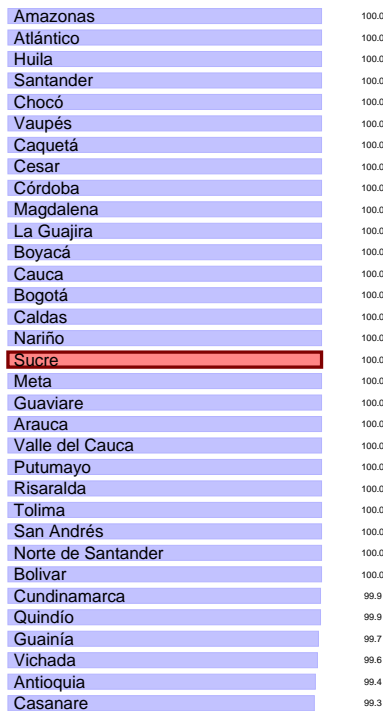 Amazonas 100.0
Atlántico 100.0
Huila 100.0
Santander 100.0
Chocó 100.0
Vaupés 100.0
Caquetá 100.0
Cesar 100.0
Córdoba 100.0
Magdalena 100.0
La Guajira 100.0
Boyacá 100.0
Cauca 100.0
Bogotá 100.0
Caldas 100.0
Nariño 100.0
Sucre 100.0
Meta 100.0
Guaviare 100.0
Arauca 100.0
Valle del Cauca 100.0
Putumayo 100.0
Risaralda 100.0
Tolima 100.0
San Andrés 100.0
Norte de Santander 100.0
Bolivar 100.0
Cundinamarca 99.9
Quindío 99.9
Guainía 99.7
Vichada 99.6
Antioquia 99.4
Casanare 99.3